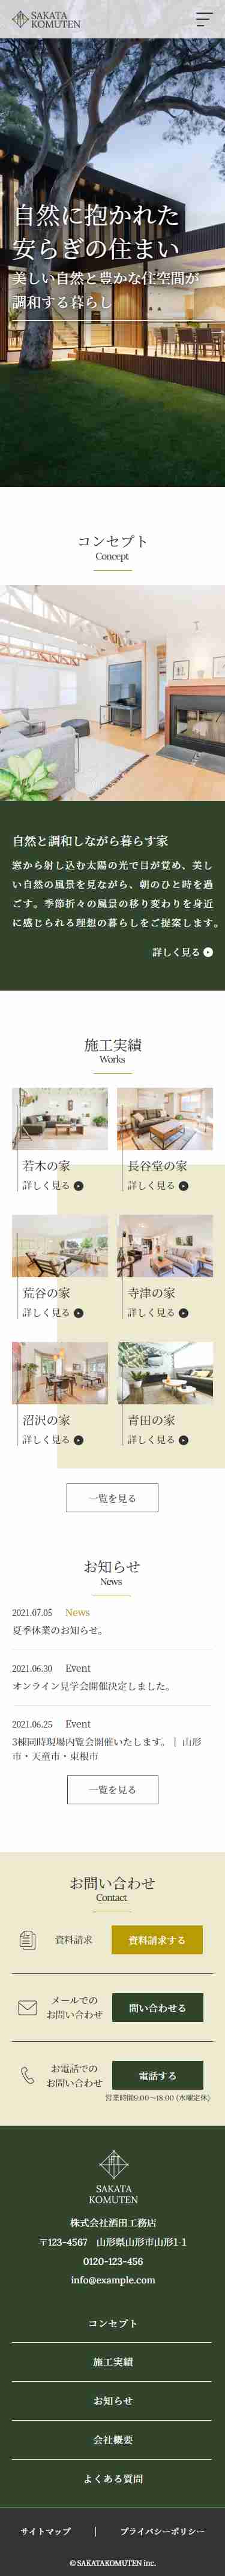 SAKATA
KOMUTEN
自然に抱かれた
安らぎの住まい
美しい自然と豊かな住空間が
調和する暮らし
コンセプト
Concept
自然と調和しながら暮らす家
窓から射し込む太陽の光で目が覚め、美し
い自然の風景を見ながら、朝のひと時を過
ごす。季節折々の風景の移り変わりを身近
に感じられる理想の暮らしをご提案します。
詳しく見る
施工実績
Works
若木の家
詳しく見る
長谷堂の家
詳しく見る
荒谷の家
詳しく見る
寺津の家
詳しく見る
沼沢の家
詳しく見る
青田の家
詳しく見る
一覧を見る
お知らせ
News
2021.07.05 News
夏季休業のお知らせ。
2021.06.30 Event
オンライン見学会開催決定しました。
2021.06.25 Event
3棟同時現場内覧会開催いたします。｜ 山形
市・天童市・東根市
一覧を見る
お問い合わせ
Contact
資料請求
資料請求する
メールでの
お問い合わせ
問い合わせる
お電話での
お問い合わせ
電話する
営業時間9:00～18:00 (水曜定休)
SAKATA
KOMUTEN
株式会社酒田工務店
〒123-4567 山形県山形市山形1-1
0120-123-456
info@example.com
コンセプト
施工実績
お知らせ
会社概要
よくある質問
サイトマップ ｜ プライバシーポリシー
© SAKATAKOMUTEN inc.